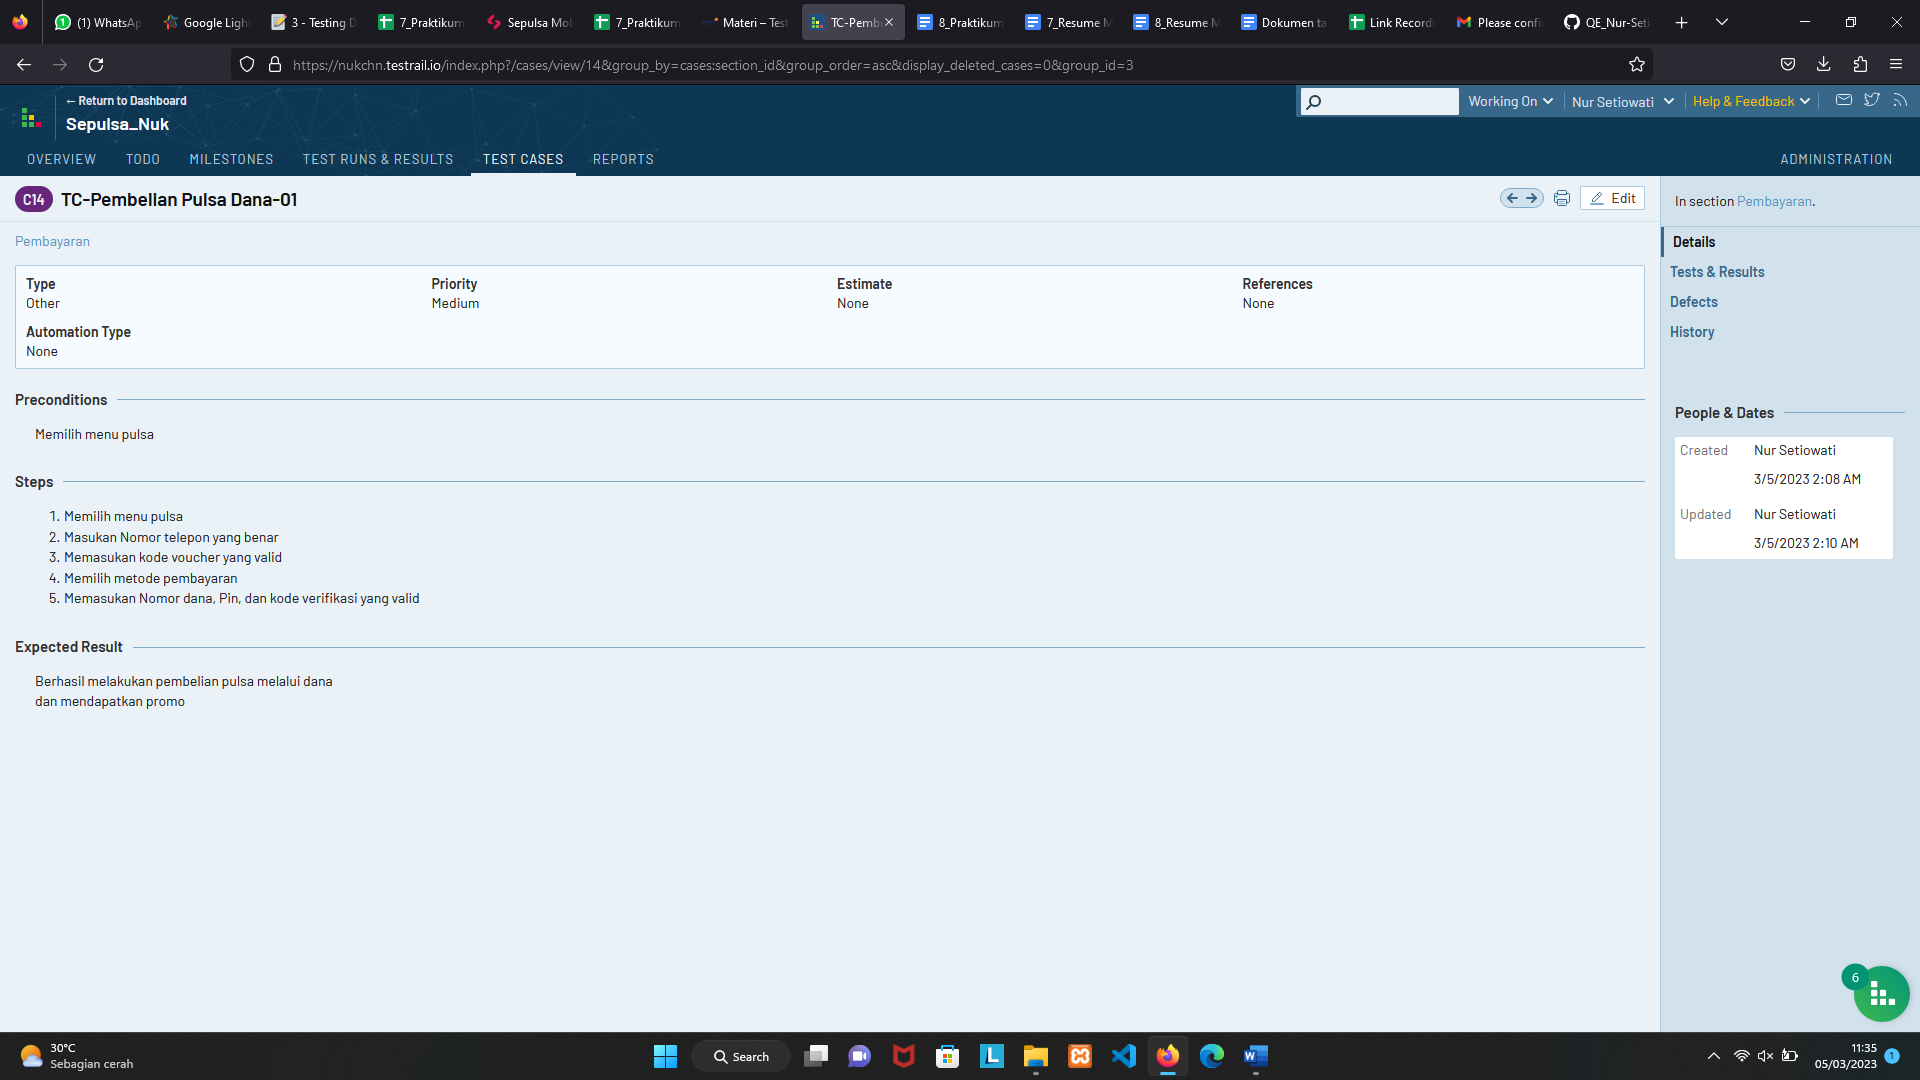 (1) WhatsAp
Google Ligh
3 - Testing D
7_Praktikum
Sepulsa Mob
7_Praktikum
Materi – Test
TC-Pemb
8_Praktikum
7_Resume M
8_Resume M
Dokumen ta
Link Recordi
Please confi
QE_Nur-Seti
https://nukchn.testrail.io/index.php?/cases/view/14&group_by=cases:section_id&group_order=asc&display_deleted_cases=0&group_id=3
← Return to Dashboard
Sepulsa_Nuk
Working On
Nur Setiowati
Help & Feedback
OVERVIEW
TODO
MILESTONES
TEST RUNS & RESULTS
TEST CASES
REPORTS
ADMINISTRATION
C14
TC-Pembelian Pulsa Dana-01
Edit
In section Pembayaran.
Pembayaran
Type
Other
Priority
Medium
Estimate
None
References
None
Automation Type
None
Details
Tests & Results
Defects
History
Preconditions
Memilih menu pulsa
Steps
1. Memilih menu pulsa
2. Masukan Nomor telepon yang benar
3. Memasukan kode voucher yang valid
4. Memilih metode pembayaran
5. Memasukan Nomor dana, Pin, dan kode verifikasi yang valid
Expected Result
Berhasil melakukan pembelian pulsa melalui dana
dan mendapatkan promo
People & Dates
Created
Nur Setiowati
3/5/2023 2:08 AM
Updated
Nur Setiowati
3/5/2023 2:10 AM
6
30°C
Sebagian cerah
Search
11:35
05/03/2023
1